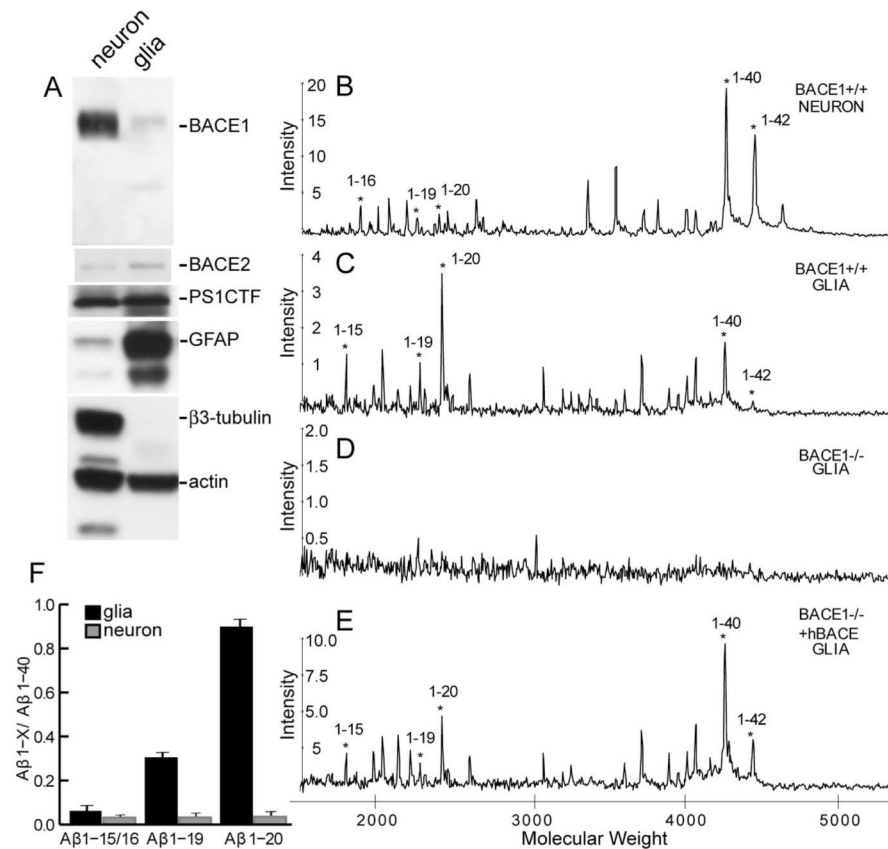 neuron
glia
A
BACE1
BACE2
PS1CTF
GFAP
β3-tubulin
actin
B
BACE1+/+
NEURON
Intensity
20
15
10
5
1-16
*
1-19
*
1-20
*
1-40
*
1-42
*
C
BACE1+/+
GLIA
Intensity
4
3
2
1
1-15
*
1-19
*
* 1-20
1-40
*
1-42
*
D
BACE1-/-
GLIA
Intensity
2.0
1.5
1.0
0.5
E
BACE1-/-
+hBACE
GLIA
Intensity
10.0
7.5
5.0
5
1-15
*
1-19
*
1-20
*
1-40
*
1-42
*
2000 3000 4000 5000
Molecular Weight
F
glia
neuron
Aβ1-X/ Aβ1-40
1.0
0.8
0.6
0.4
0.2
0.0
Aβ1-15/16 Aβ1-19 Aβ1-20